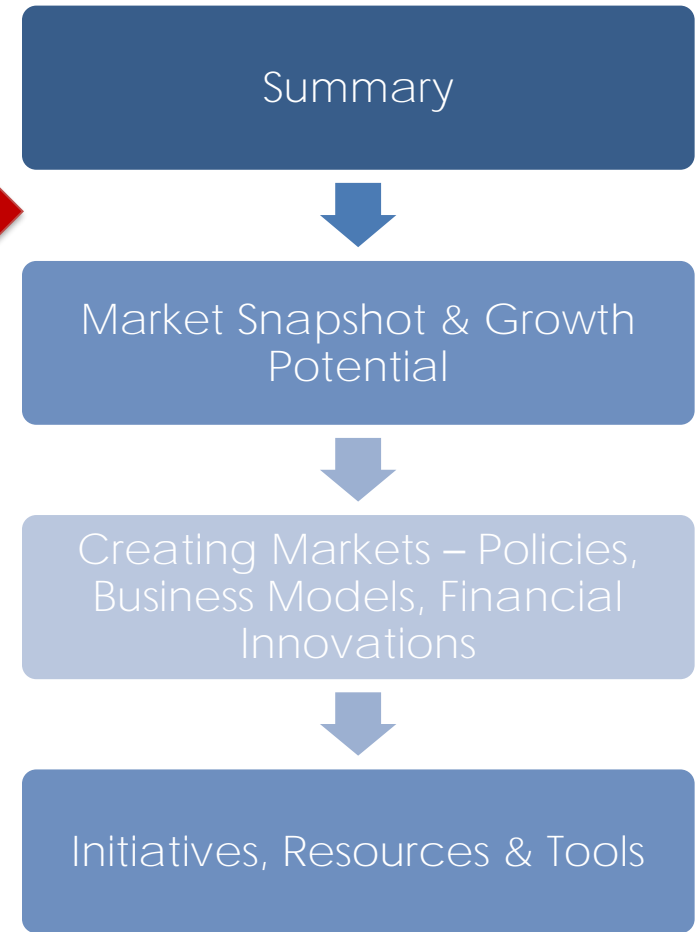 Summary
Market Snapshot & Growth
Potential
Creating Markets – Policies,
Business Models, Financial
Innovations
Initiatives, Resources & Tools